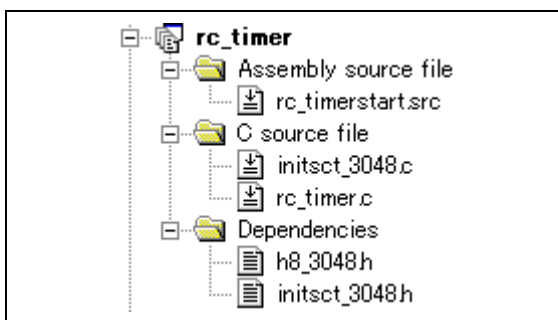 rc_timer
Assembly source file
rc_timerstart.src
C source file
initsct_3048.c
rc_timer.c
Dependencies
h8_3048.h
initsct_3048.h